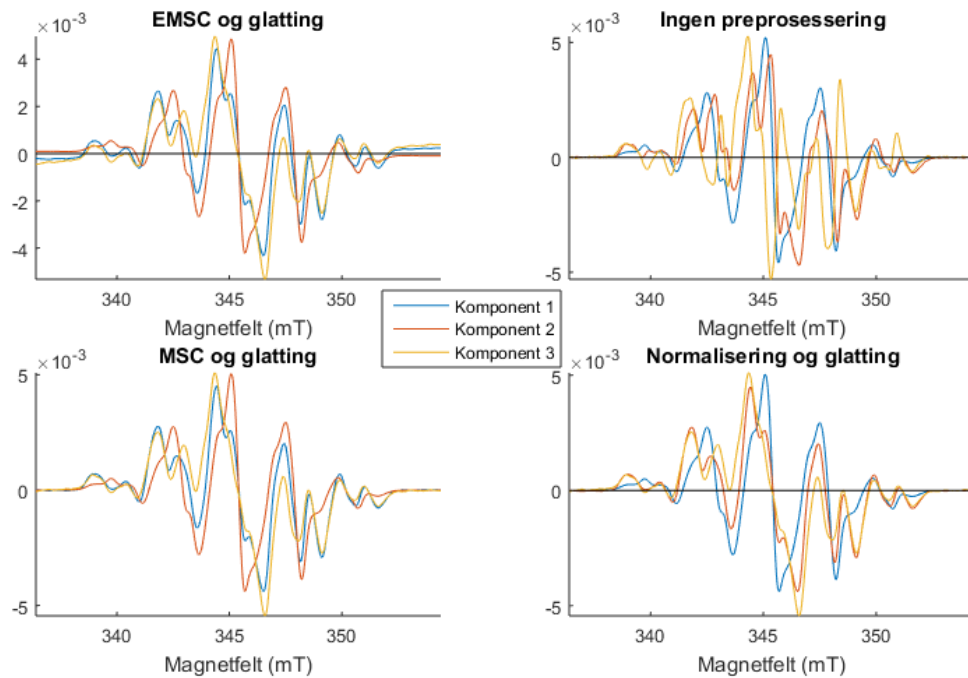 EMSC og glatting
×10⁻³
4
2
0
-2
-4
340
345
350
Magnetfelt (mT)
Ingen preprosessering
×10⁻³
5
0
-5
340
345
350
Magnetfelt (mT)
Komponent 1
Komponent 2
Komponent 3
MSC og glatting
×10⁻³
5
0
-5
340
345
350
Magnetfelt (mT)
Normalisering og glatting
×10⁻³
5
0
-5
340
345
350
Magnetfelt (mT)